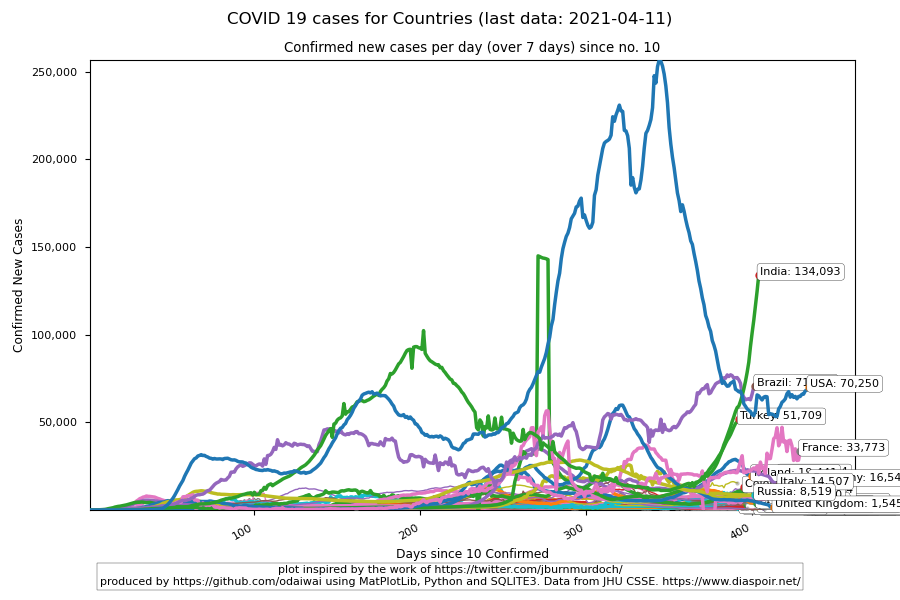 COVID 19 cases for Countries (last data: 2021-04-11)
Confirmed new cases per day (over 7 days) since no. 10
250,000
200,000
150,000
100,000
50,000
Confirmed New Cases
India: 134,093
Brazil: 71
USA: 70,250
Turkey: 51,709
France: 33,773
Italy: 14,507
ny: 16,54
Russia: 8,519
United Kingdom: 1,545
100
200
300
400
Days since 10 Confirmed
plot inspired by the work of https://twitter.com/jburnmurdoch/
produced by https://github.com/odaiwai using MatPlotLib, Python and SQLITE3. Data from JHU CSSE. https://www.diaspoir.net/